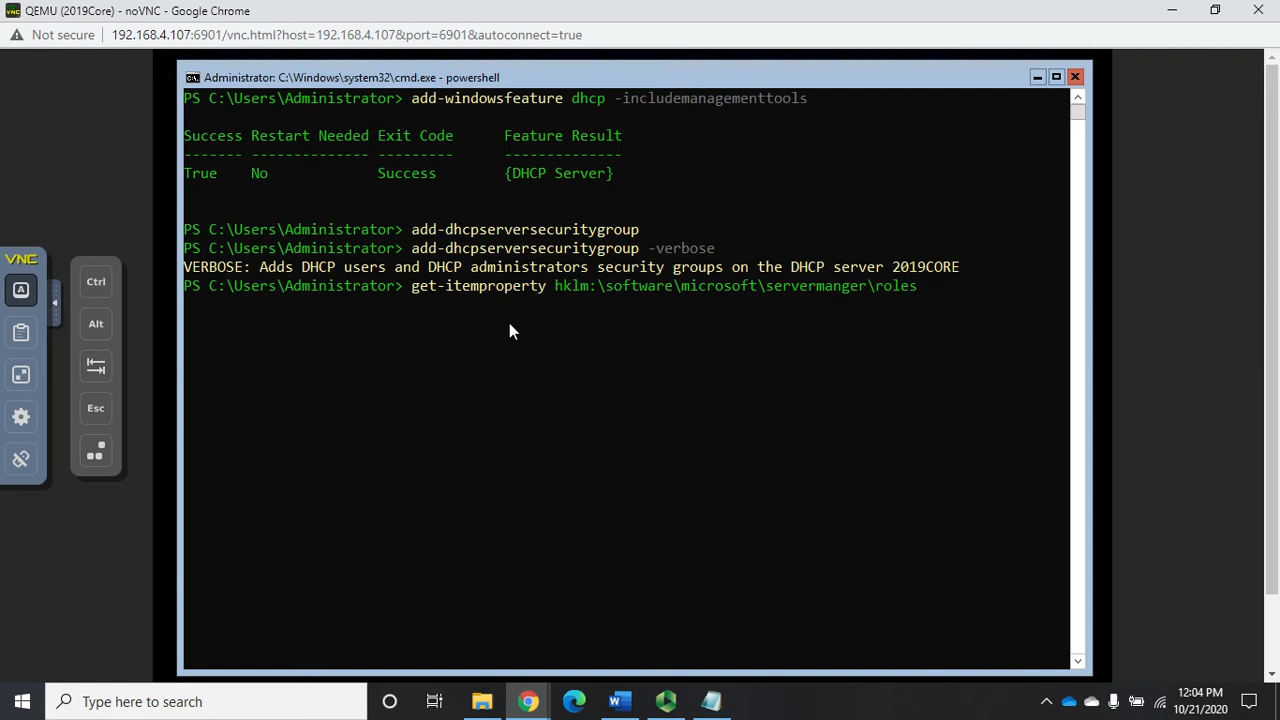 QEMU (2019Core) - noVNC - Google Chrome
Not secure 192.168.4.107:6901/vnc.html?host=192.168.4.107&port=6901&autoconnect=true
Administrator: C:\Windows\system32\cmd.exe - powershell
PS C:\Users\Administrator> add-windowsfeature dhcp -includemanagementtools
Success Restart Needed Exit Code Feature Result
------- -------------- --------- --------------
True No Success {DHCP Server}
PS C:\Users\Administrator> add-dhcpserversecuritygroup
PS C:\Users\Administrator> add-dhcpserversecuritygroup -verbose
VERBOSE: Adds DHCP users and DHCP administrators security groups on the DHCP server 2019CORE
PS C:\Users\Administrator> get-itemproperty hklm:\software\microsoft\servermanger\roles
VNC
A
Ctrl
Alt
Esc
Type here to search
12:04 PM
10/21/2020